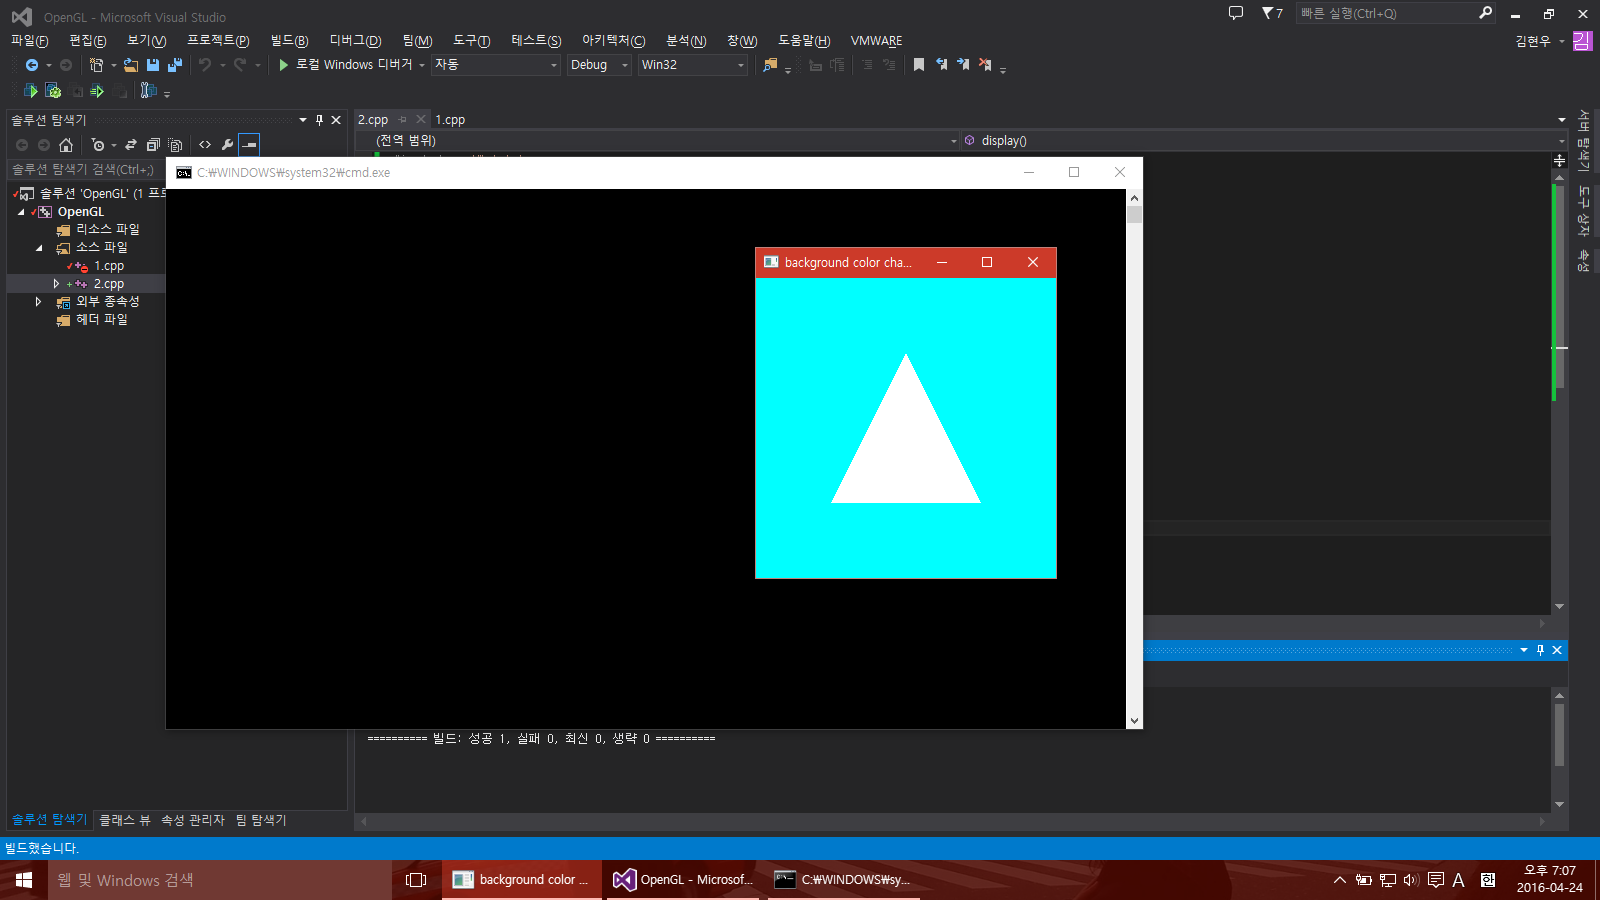 OpenGL - Microsoft Visual Studio
7
빠른 실행(Ctrl+Q)
파일(F) 편집(E) 보기(V) 프로젝트(P) 빌드(B) 디버그(D) 팀(M) 도구(T) 테스트(S) 아키텍처(C) 분석(N) 창(W) 도움말(H) VMWARE
김현우 김
로컬 Windows 디버거 자동 Debug Win32
솔루션 탐색기
2.cpp 1.cpp
(전역 범위) display()
솔루션 탐색기 검색(Ctrl+;)
C:₩WINDOWS₩system32₩cmd.exe
솔루션 'OpenGL' (1 프로
OpenGL
리소스 파일
소스 파일
1.cpp
2.cpp
외부 종속성
헤더 파일
background color cha...
서버 탐색기
도구 상자
속성
========== 빌드: 성공 1, 실패 0, 최신 0, 생략 0 ==========
솔루션 탐색기 클래스 뷰 속성 관리자 팀 탐색기
빌드했습니다.
웹 및 Windows 검색
background color ...
OpenGL - Microsof...
C:₩WINDOWS₩sy...
A
한
오후 7:07
2016-04-24